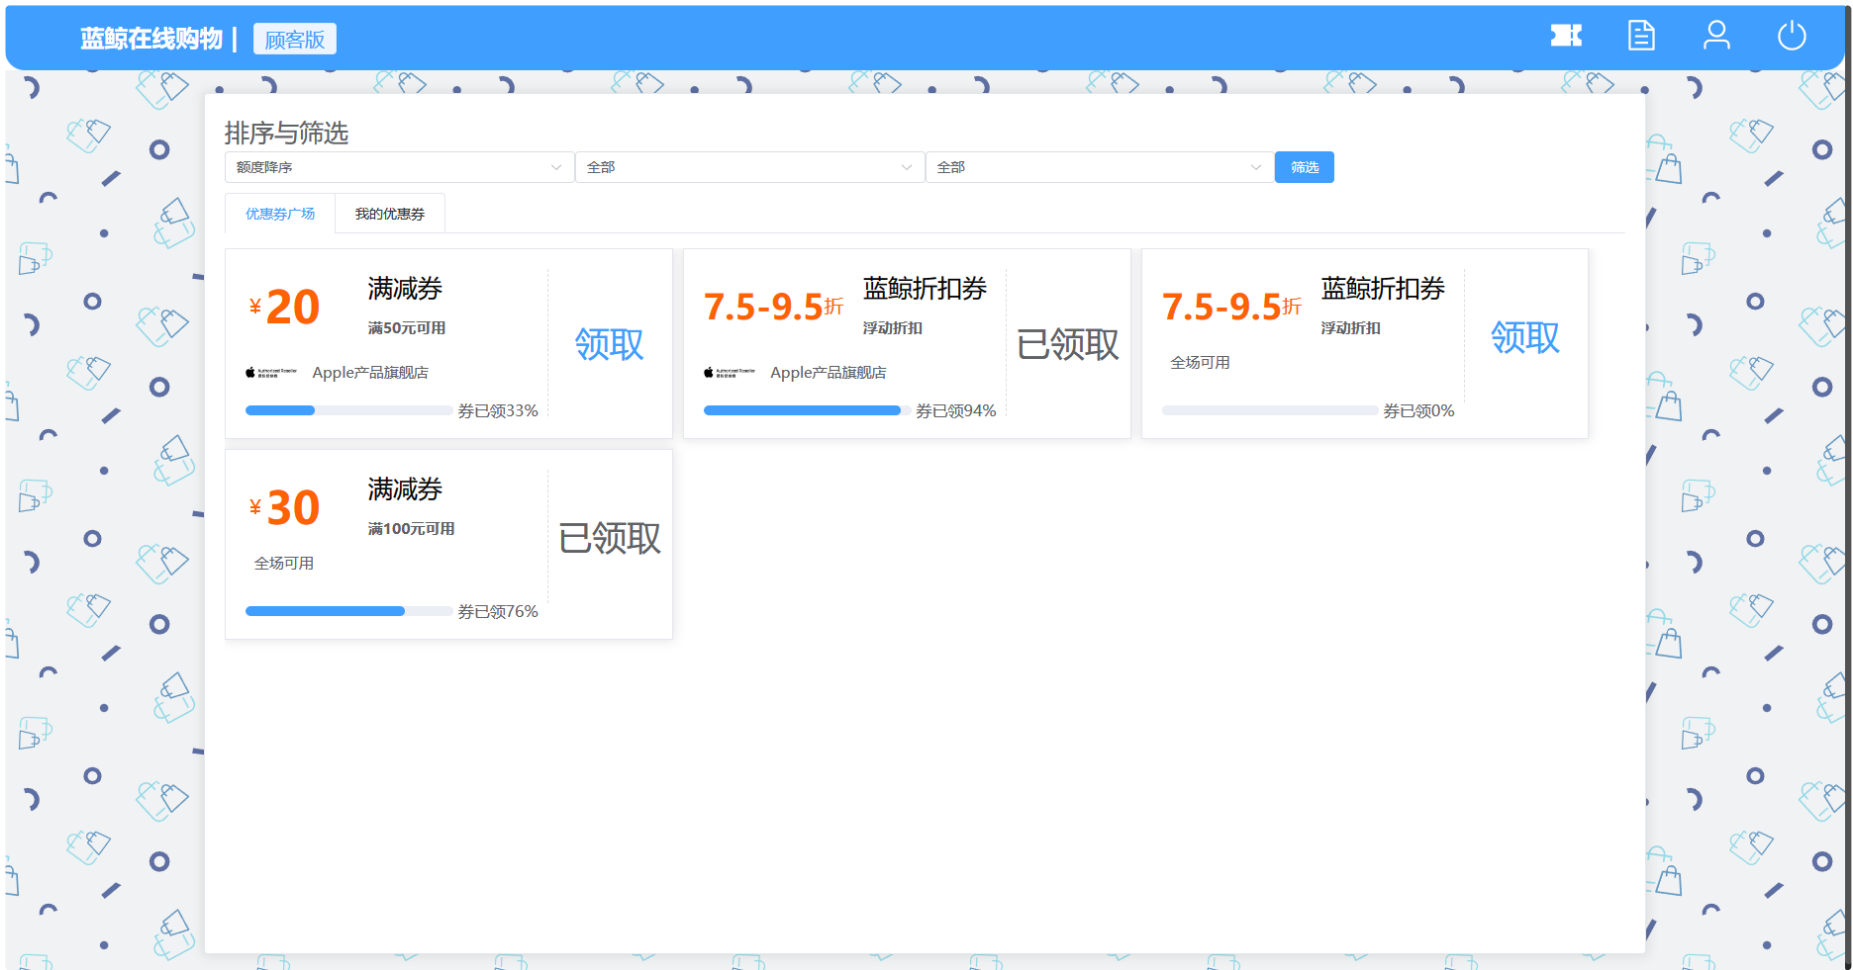 蓝鲸在线购物 | 顾客版
排序与筛选
额度降序 全部 全部 筛选
优惠券广场 我的优惠券
¥20 满减券
满50元可用
领取
Apple产品旗舰店
券已领33%
7.5-9.5折 蓝鲸折扣券
浮动折扣
已领取
Apple产品旗舰店
券已领94%
7.5-9.5折 蓝鲸折扣券
浮动折扣
领取
全场可用
券已领0%
¥30 满减券
满100元可用
已领取
全场可用
券已领76%